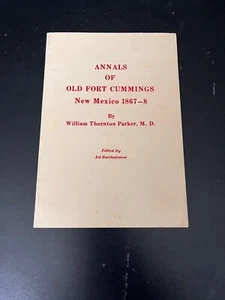 ANNALS
OF
OLD FORT CUMMINGS
New Mexico 1867-8
By
William Thornton Parker, M. D.
Edited By
Ed Bartholomew